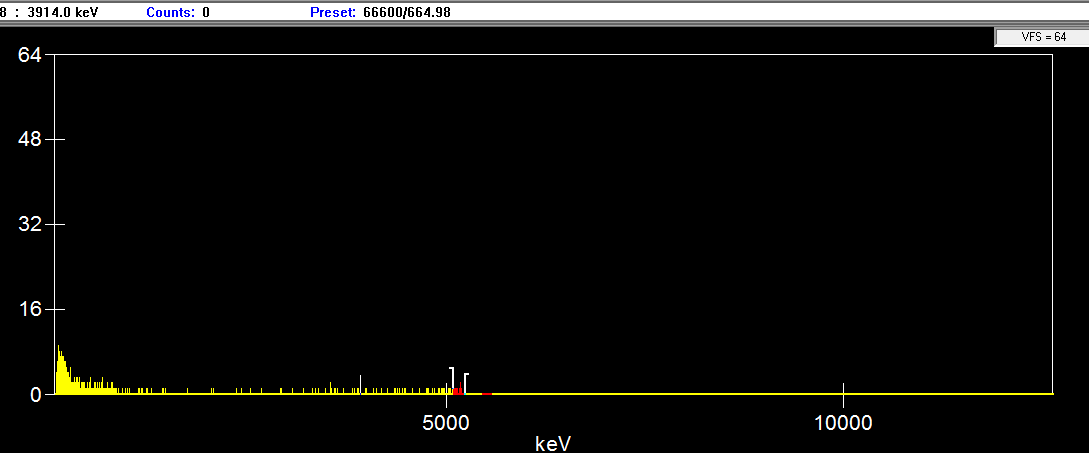 8 : 3914.0 keV Counts: 0 Preset: 66600/664.98
VFS = 64
64
48
32
16
0
5000 10000
keV